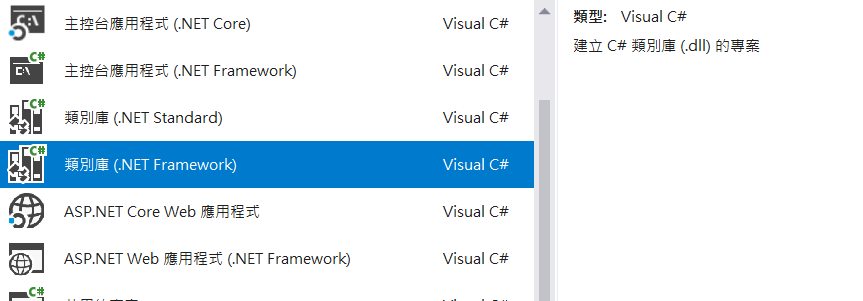 主控台應用程式 (.NET Core) Visual C#
主控台應用程式 (.NET Framework) Visual C#
類別庫 (.NET Standard) Visual C#
類別庫 (.NET Framework) Visual C#
ASP.NET Core Web 應用程式 Visual C#
ASP.NET Web 應用程式 (.NET Framework) Visual C#
類型: Visual C#
建立 C# 類別庫 (.dll) 的專案